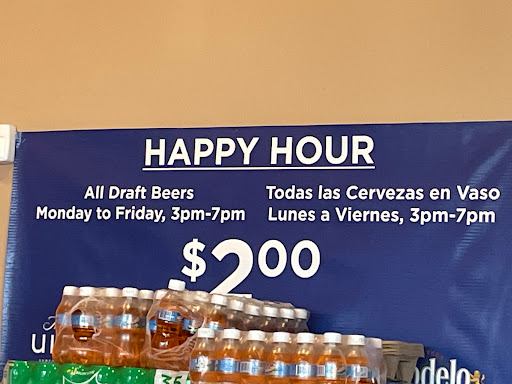 HAPPY HOUR
All Draft Beers
Monday to Friday, 3pm-7pm
Todas las Cervezas en Vaso
Lunes a Viernes, 3pm-7pm
$2.00